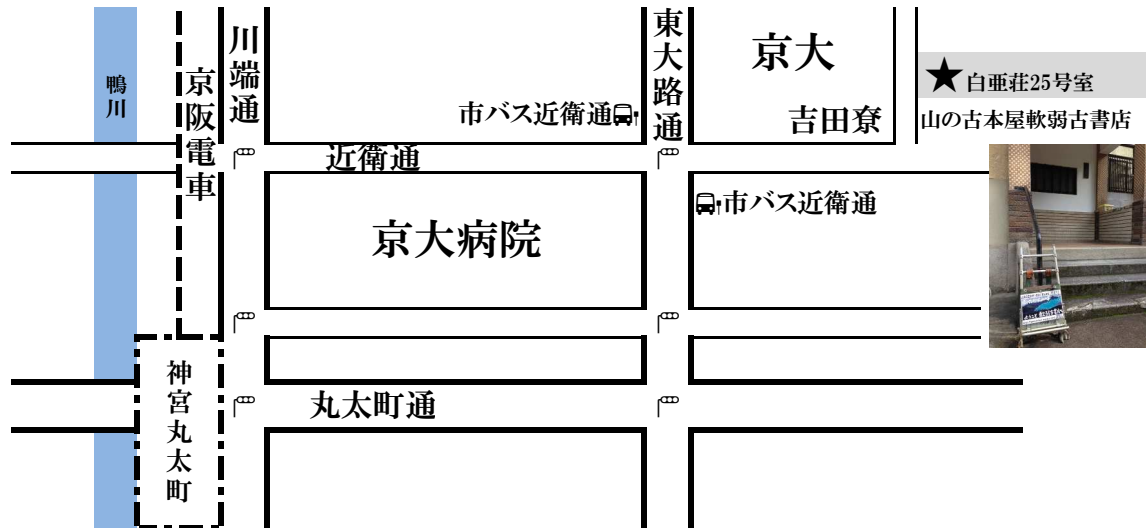 鴨川
京阪電車
川端通
東大路通
京大
吉田寮
白亜荘25号室
山の古本屋軟弱古書店
市バス近衛通
近衛通
市バス近衛通
京大病院
神宮丸太町
丸太町通